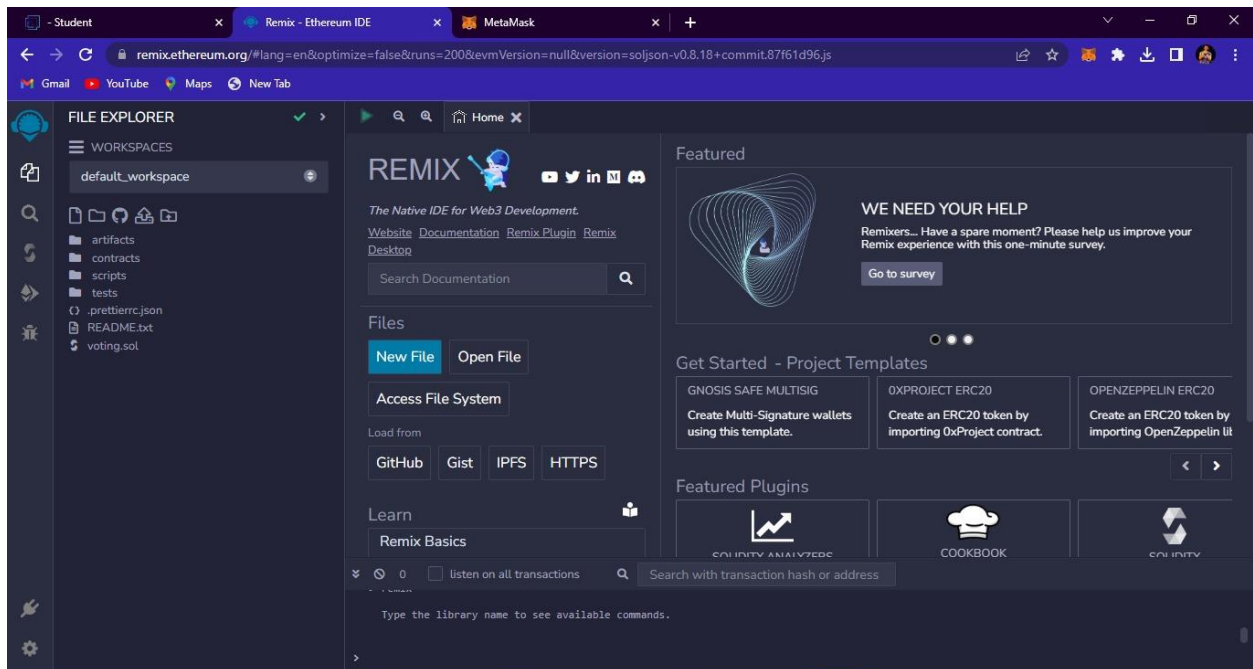 - Student
Remix - Ethereum IDE
MetaMask
remix.ethereum.org/#lang=en&optimize=false&runs=200&evmVersion=null&version=soljson-v0.8.18+commit.87f61d96.js
Gmail YouTube Maps New Tab
FILE EXPLORER
WORKSPACES
default_workspace
artifacts
contracts
scripts
tests
.prettierrc.json
README.txt
voting.sol
Home
REMIX
The Native IDE for Web3 Development.
Website Documentation Remix Plugin Remix
Desktop
Search Documentation
Files
New File Open File
Access File System
Load from
GitHub Gist IPFS HTTPS
Learn
Remix Basics
Featured
WE NEED YOUR HELP
Remixers... Have a spare moment? Please help us improve your
Remix experience with this one-minute
survey.
Go to survey
Get Started - Project Templates
GNOSIS SAFE MULTISIG
Create Multi-Signature wallets
using this template.
0XPROJECT ERC20
Create an ERC20 token by
importing 0xProject contract.
OPENZEPPELIN ERC20
Create an ERC20 token by
importing OpenZeppelin lib
Featured Plugins
SOLIDITY ANALYZERS
COOKBOOK
SOLIDITY
0 listen on all transactions
Search with transaction hash or address
remix
Type the library name to see available commands.
>